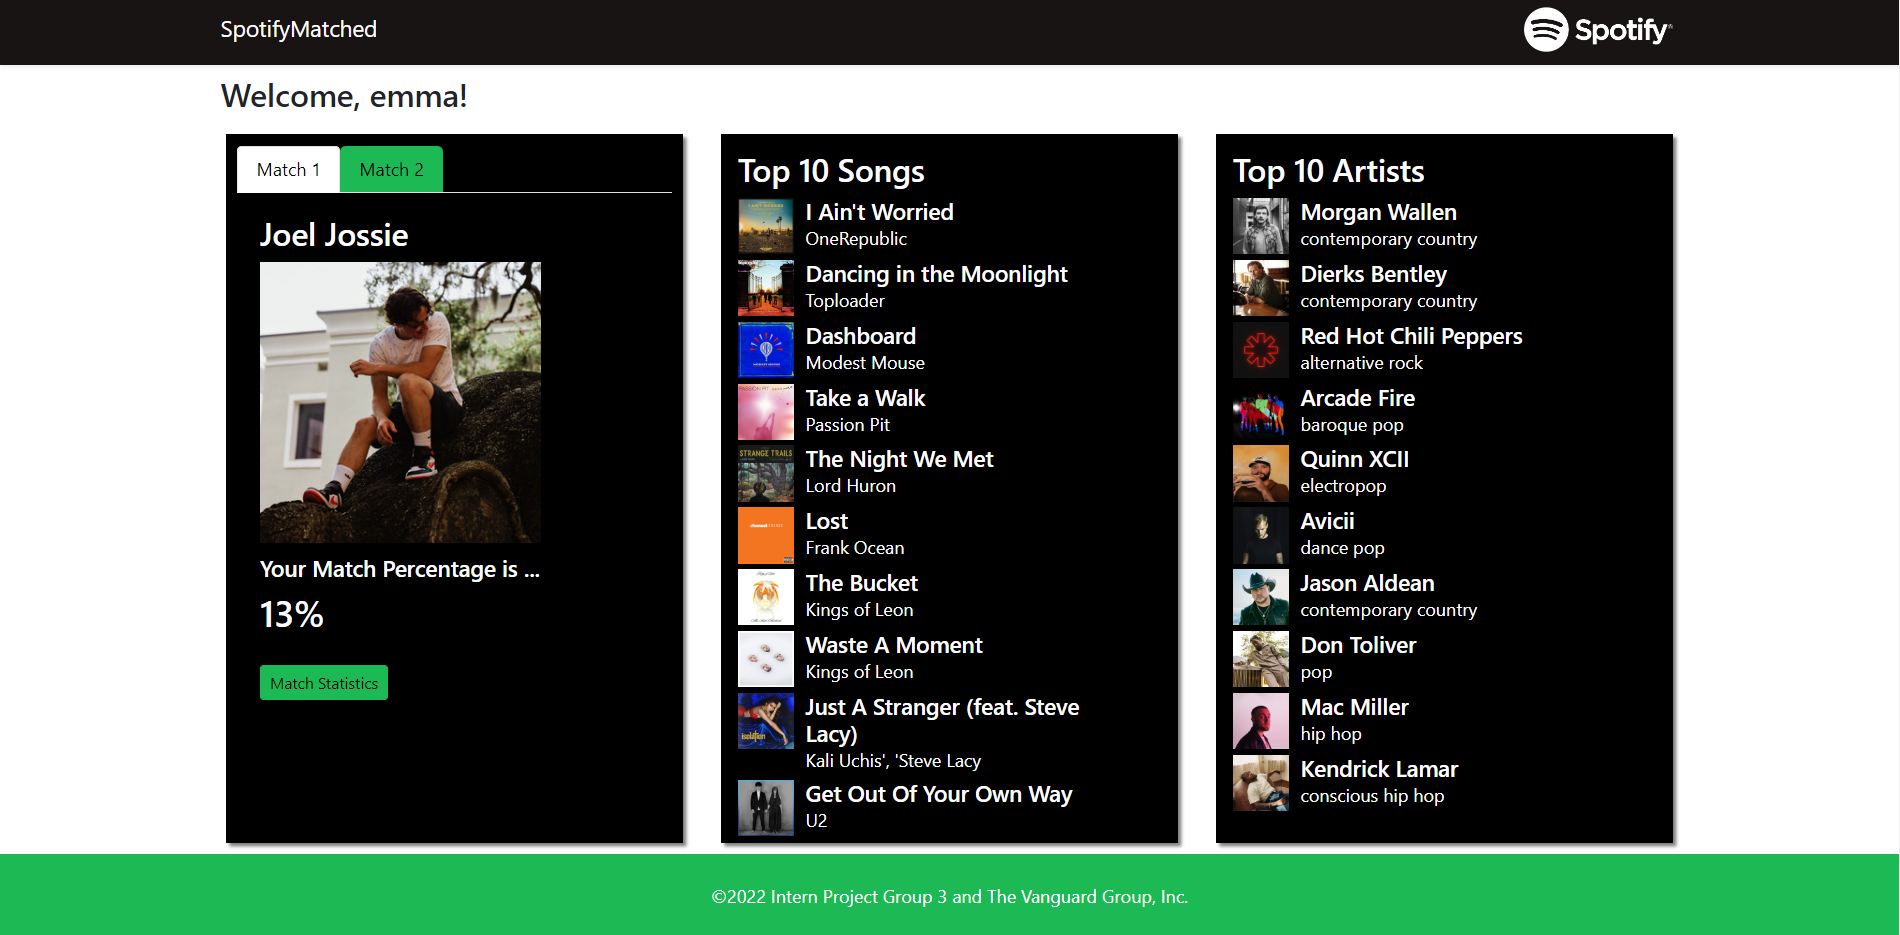 SpotifyMatched
Spotify®
Welcome, emma!
Match 1
Match 2
Joel Jossie
Your Match Percentage is ...
13%
Match Statistics
Top 10 Songs
I Ain't Worried
OneRepublic
Dancing in the Moonlight
Toploader
Dashboard
Modest Mouse
Take a Walk
Passion Pit
STRANGE TRAILS
The Night We Met
Lord Huron
Lost
Frank Ocean
The Bucket
Kings of Leon
Waste A Moment
Kings of Leon
isolation
Just A Stranger (feat. Steve
Lacy)
Kali Uchis', 'Steve Lacy
Get Out Of Your Own Way
U2
Top 10 Artists
Morgan Wallen
contemporary country
Dierks Bentley
contemporary country
Red Hot Chili Peppers
alternative rock
Arcade Fire
baroque pop
Quinn XCII
electropop
Avicii
dance pop
Jason Aldean
contemporary country
Don Toliver
pop
Mac Miller
hip hop
Kendrick Lamar
conscious hip hop
©2022 Intern Project Group 3 and The Vanguard Group, Inc.